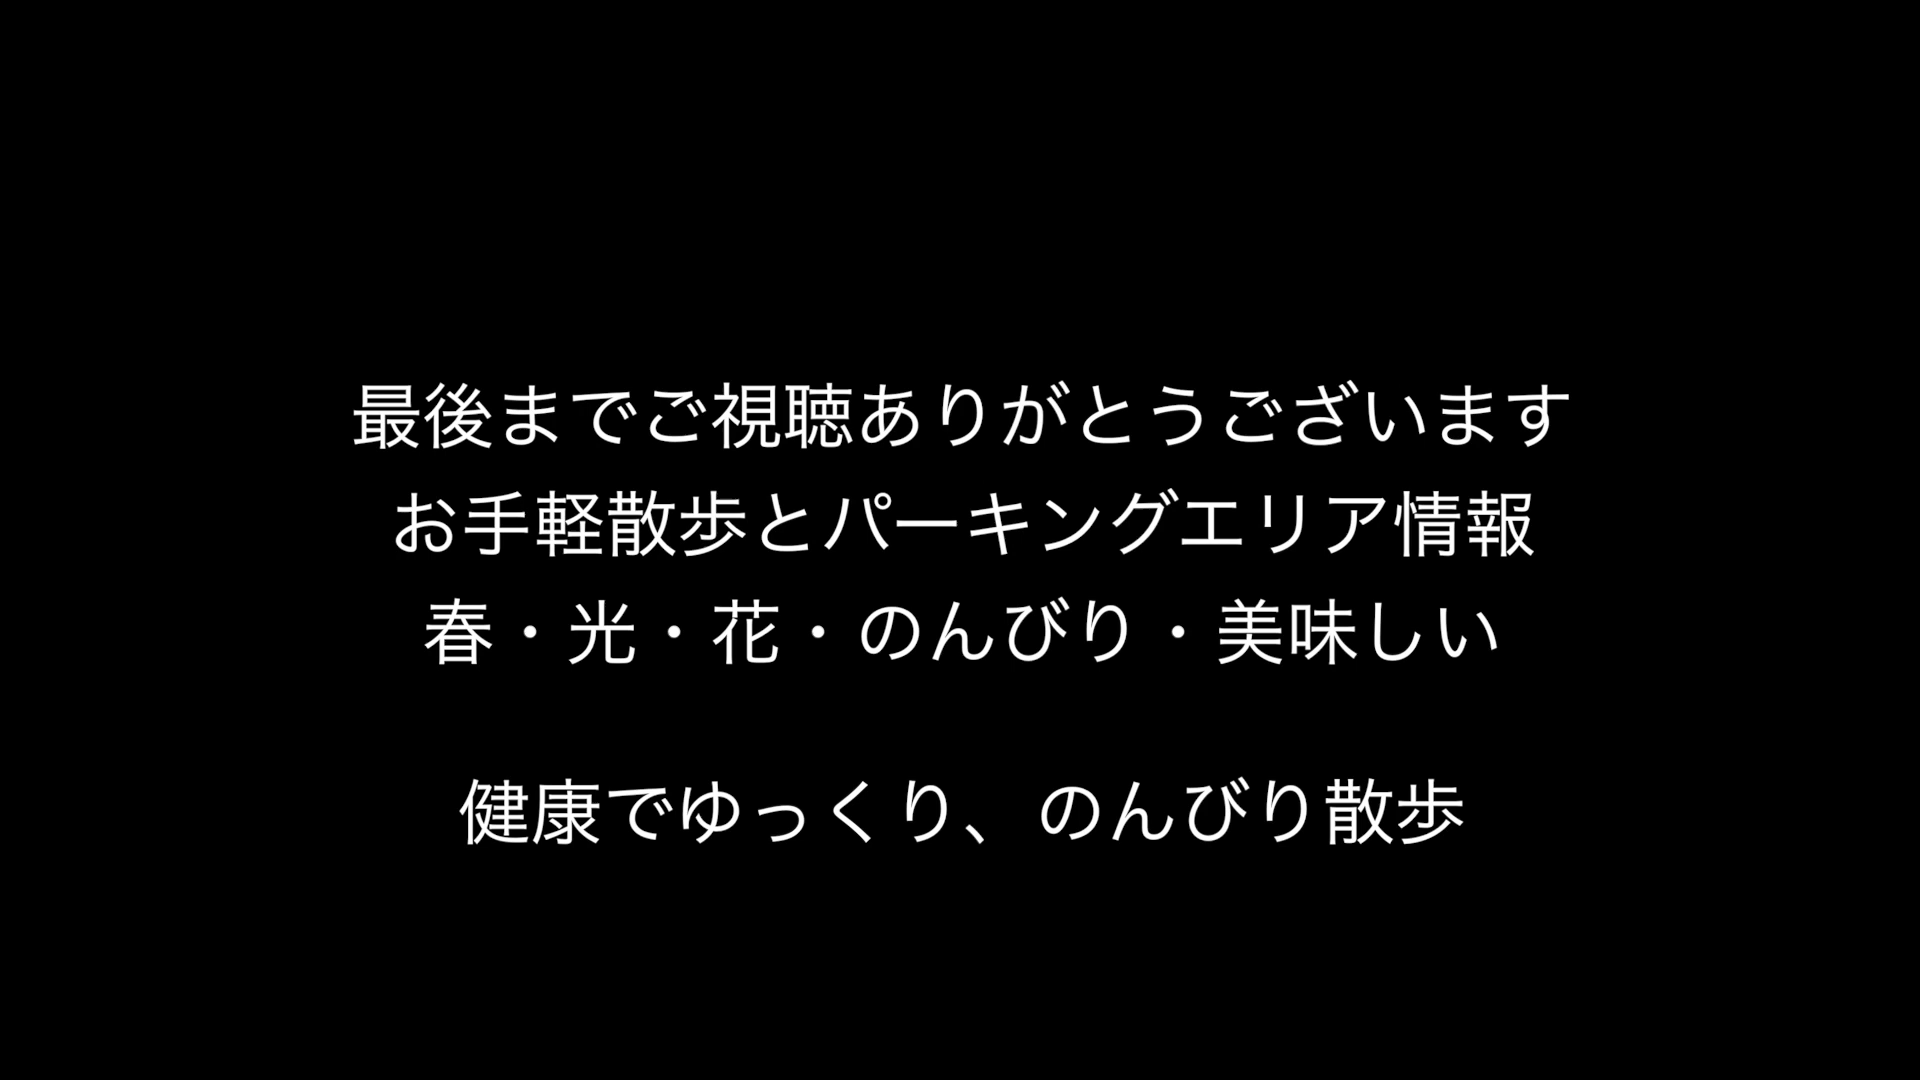 最後までご視聴ありがとうございます
お手軽散歩とパーキングエリア情報
春・光・花・のんびり・美味しい
健康でゆっくり、のんびり散歩